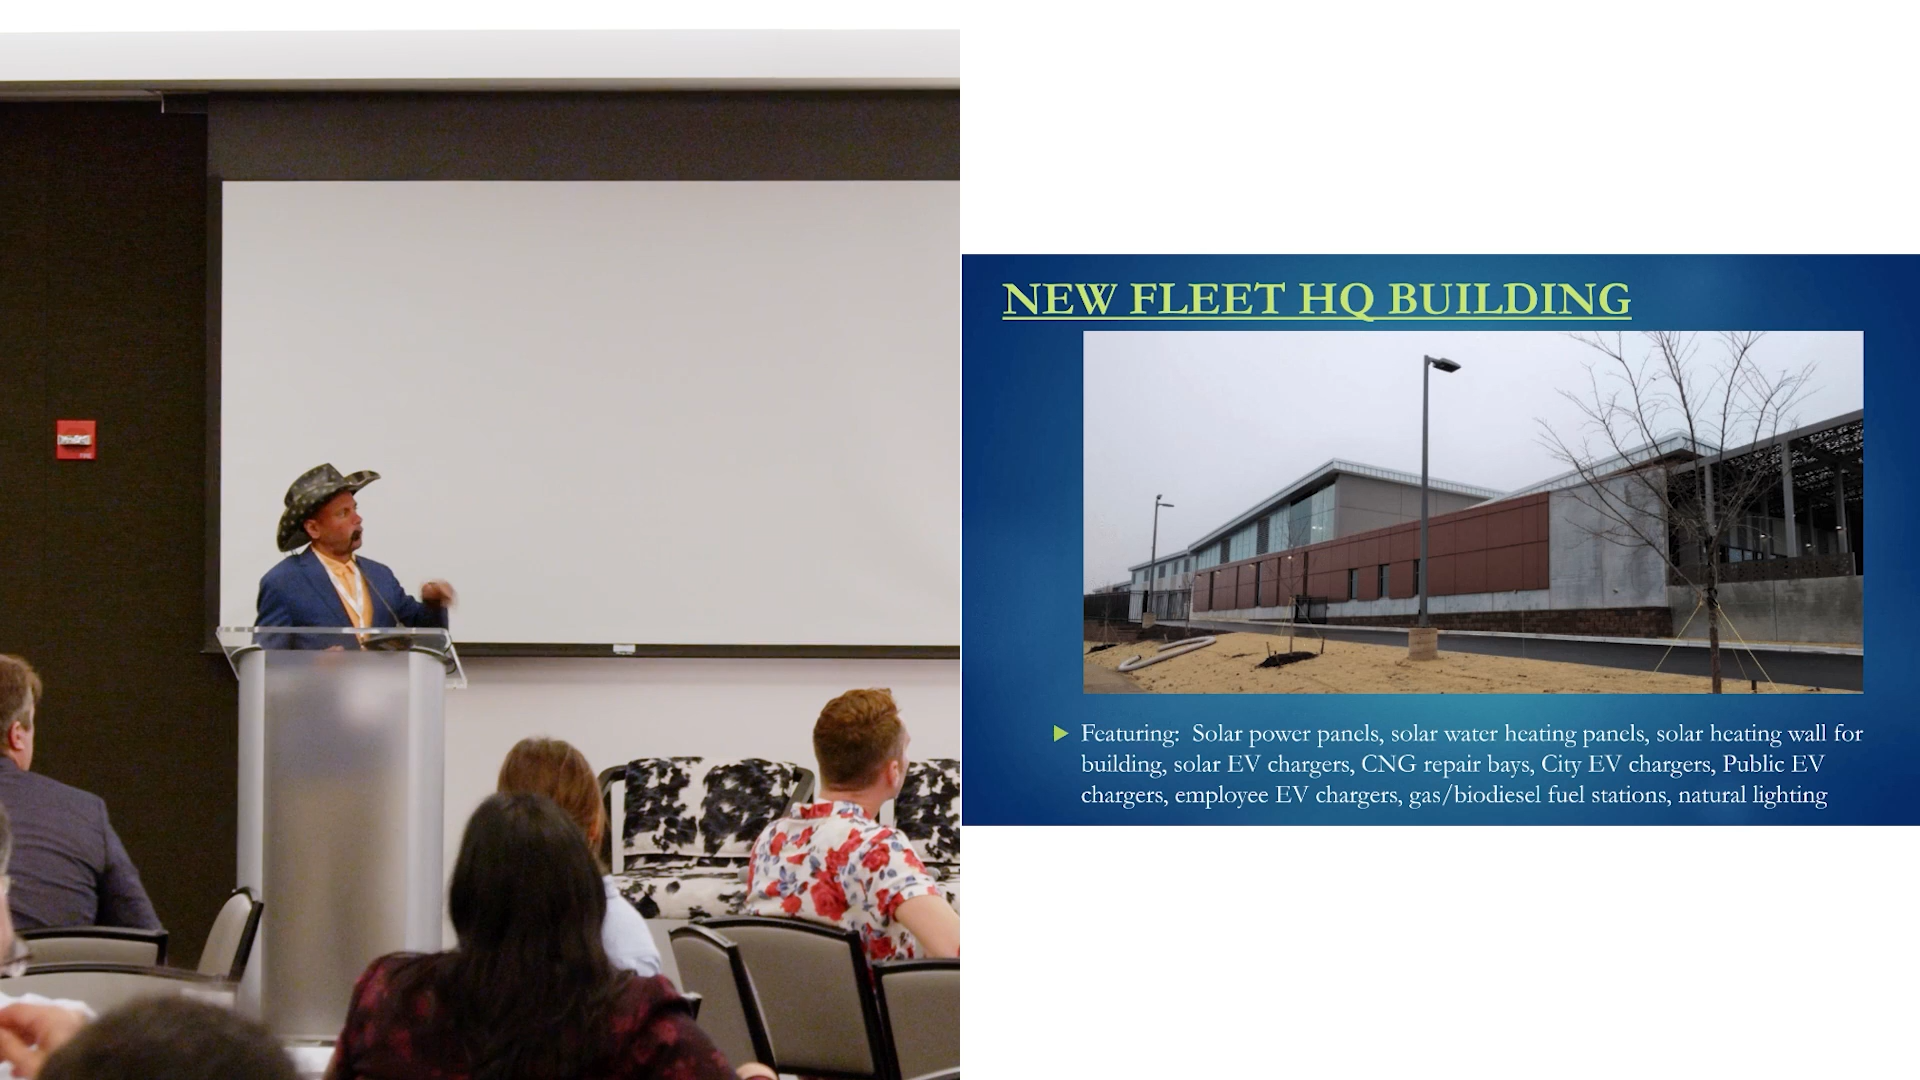 NEW FLEET HQ BUILDING
Featuring: Solar power panels, solar water heating panels, solar heating wall for
building, solar EV chargers, CNG repair bays, City EV chargers, Public EV
chargers, employee EV chargers, gas/biodiesel fuel stations, natural lighting